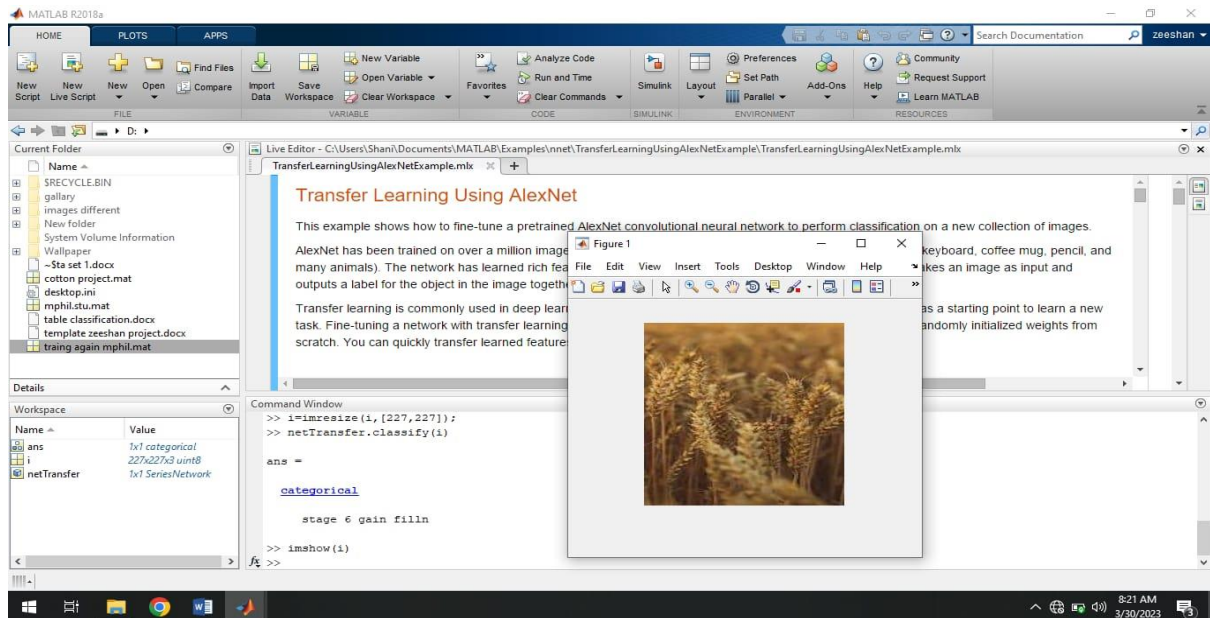 MATLAB R2018a
HOME PLOTS APPS
Search Documentation zeeshan
New Script
New Live Script
New
Open
Find Files
Compare
FILE
Import Data
Save Workspace
New Variable
Open Variable
Clear Workspace
VARIABLE
Favorites
Analyze Code
Run and Time
Clear Commands
CODE
Simulink
SIMULINK
Layout
Preferences
Set Path
Parallel
Add-Ons
ENVIRONMENT
Help
Community
Request Support
Learn MATLAB
RESOURCES
D:
Current Folder
Name
$RECYCLE.BIN
gallary
images different
New folder
System Volume Information
Wallpaper
~Sta set 1.docx
cotton project.mat
desktop.ini
mphil.stu.mat
table classification.docx
template zeeshan project.docx
traing again mphil.mat
Details
Workspace
Name Value
ans 1x1 categorical
i 227x227x3 uint8
netTransfer 1x1 SeriesNetwork
Live Editor - C:\Users\Shani\Documents\MATLAB\Examples\nnet\TransferLearningUsingAlexNetExample\TransferLearningUsingAlexNetExample.mlx
TransferLearningUsingAlexNetExample.mlx
Transfer Learning Using AlexNet
This example shows how to fine-tune a pretrained AlexNet convolutional neural network to perform classification on a new collection of images.
AlexNet has been trained on over a million image keyboard, coffee mug, pencil, and
many animals). The network has learned rich fea akes an image as input and
outputs a label for the object in the image togeth
Transfer learning is commonly used in deep lear as a starting point to learn a new
task. Fine-tuning a network with transfer learning andomly initialized weights from
scratch. You can quickly transfer learned feature
Figure 1
File Edit View Insert Tools Desktop Window Help
Command Window
>> i=imresize(i,[227,227]);
>> netTransfer.classify(i)
ans =
categorical
stage 6 gain filln
>> imshow(i)
fx >>
8:21 AM
3/30/2023
3